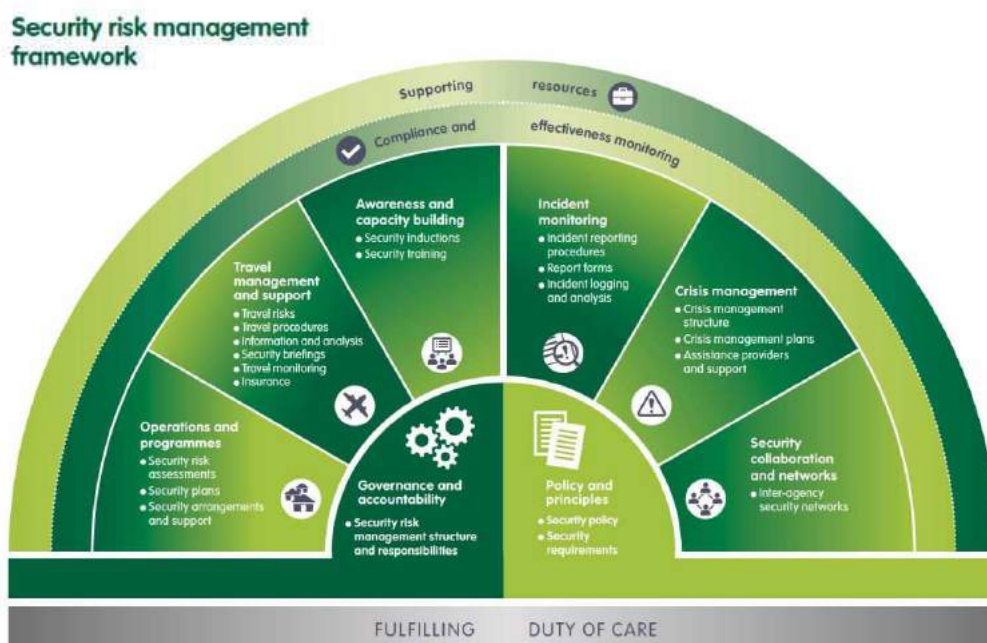 Security risk management
framework
Supporting resources
Compliance and effectiveness monitoring
Operations and
programmes
• Security risk
assessments
• Security plans
• Security arrangements
and support
Travel
management
and support
• Travel risks
• Travel procedures
• Information and analysis
• Security briefings
• Travel monitoring
• Insurance
Awareness and
capacity building
• Security inductions
• Security training
Incident
monitoring
• Incident reporting
procedures
• Report forms
• Incident logging
and analysis
Crisis management
• Crisis management
structure
• Crisis management plans
• Assistance providers
and support
Security
collaboration
and networks
• Inter-agency
security networks
Governance and
accountability
• Security risk
management structure
and responsibilities
Policy and
principles
• Security policy
• Security
requirements
FULFILLING DUTY OF CARE